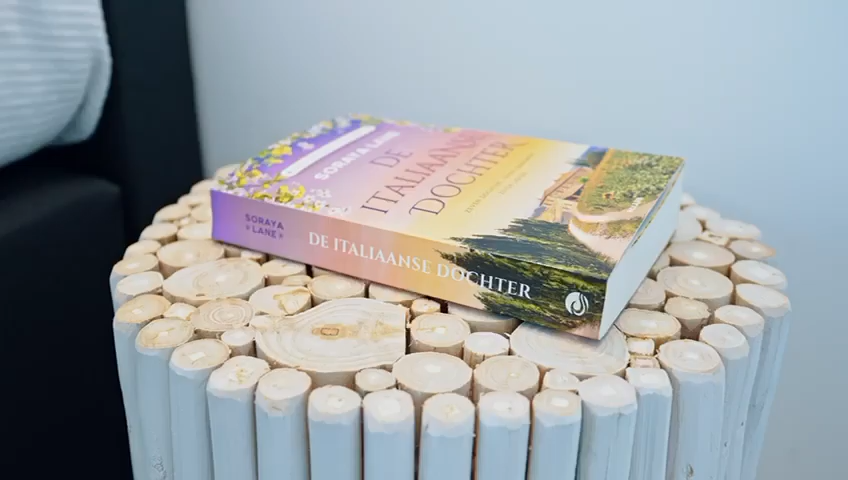 SORAYA LANE
DE
ITALIAANSE
DOCHTER
SORAYA
LANE
DE ITALIAANSE DOCHTER